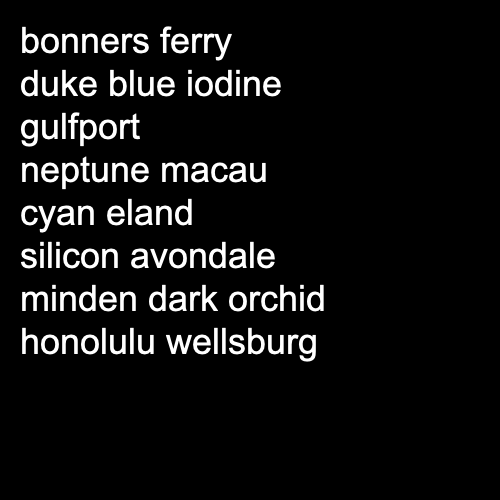 bonners ferry
duke blue iodine
gulfport
neptune macau
cyan eland
silicon avondale
minden dark orchid
honolulu wellsburg